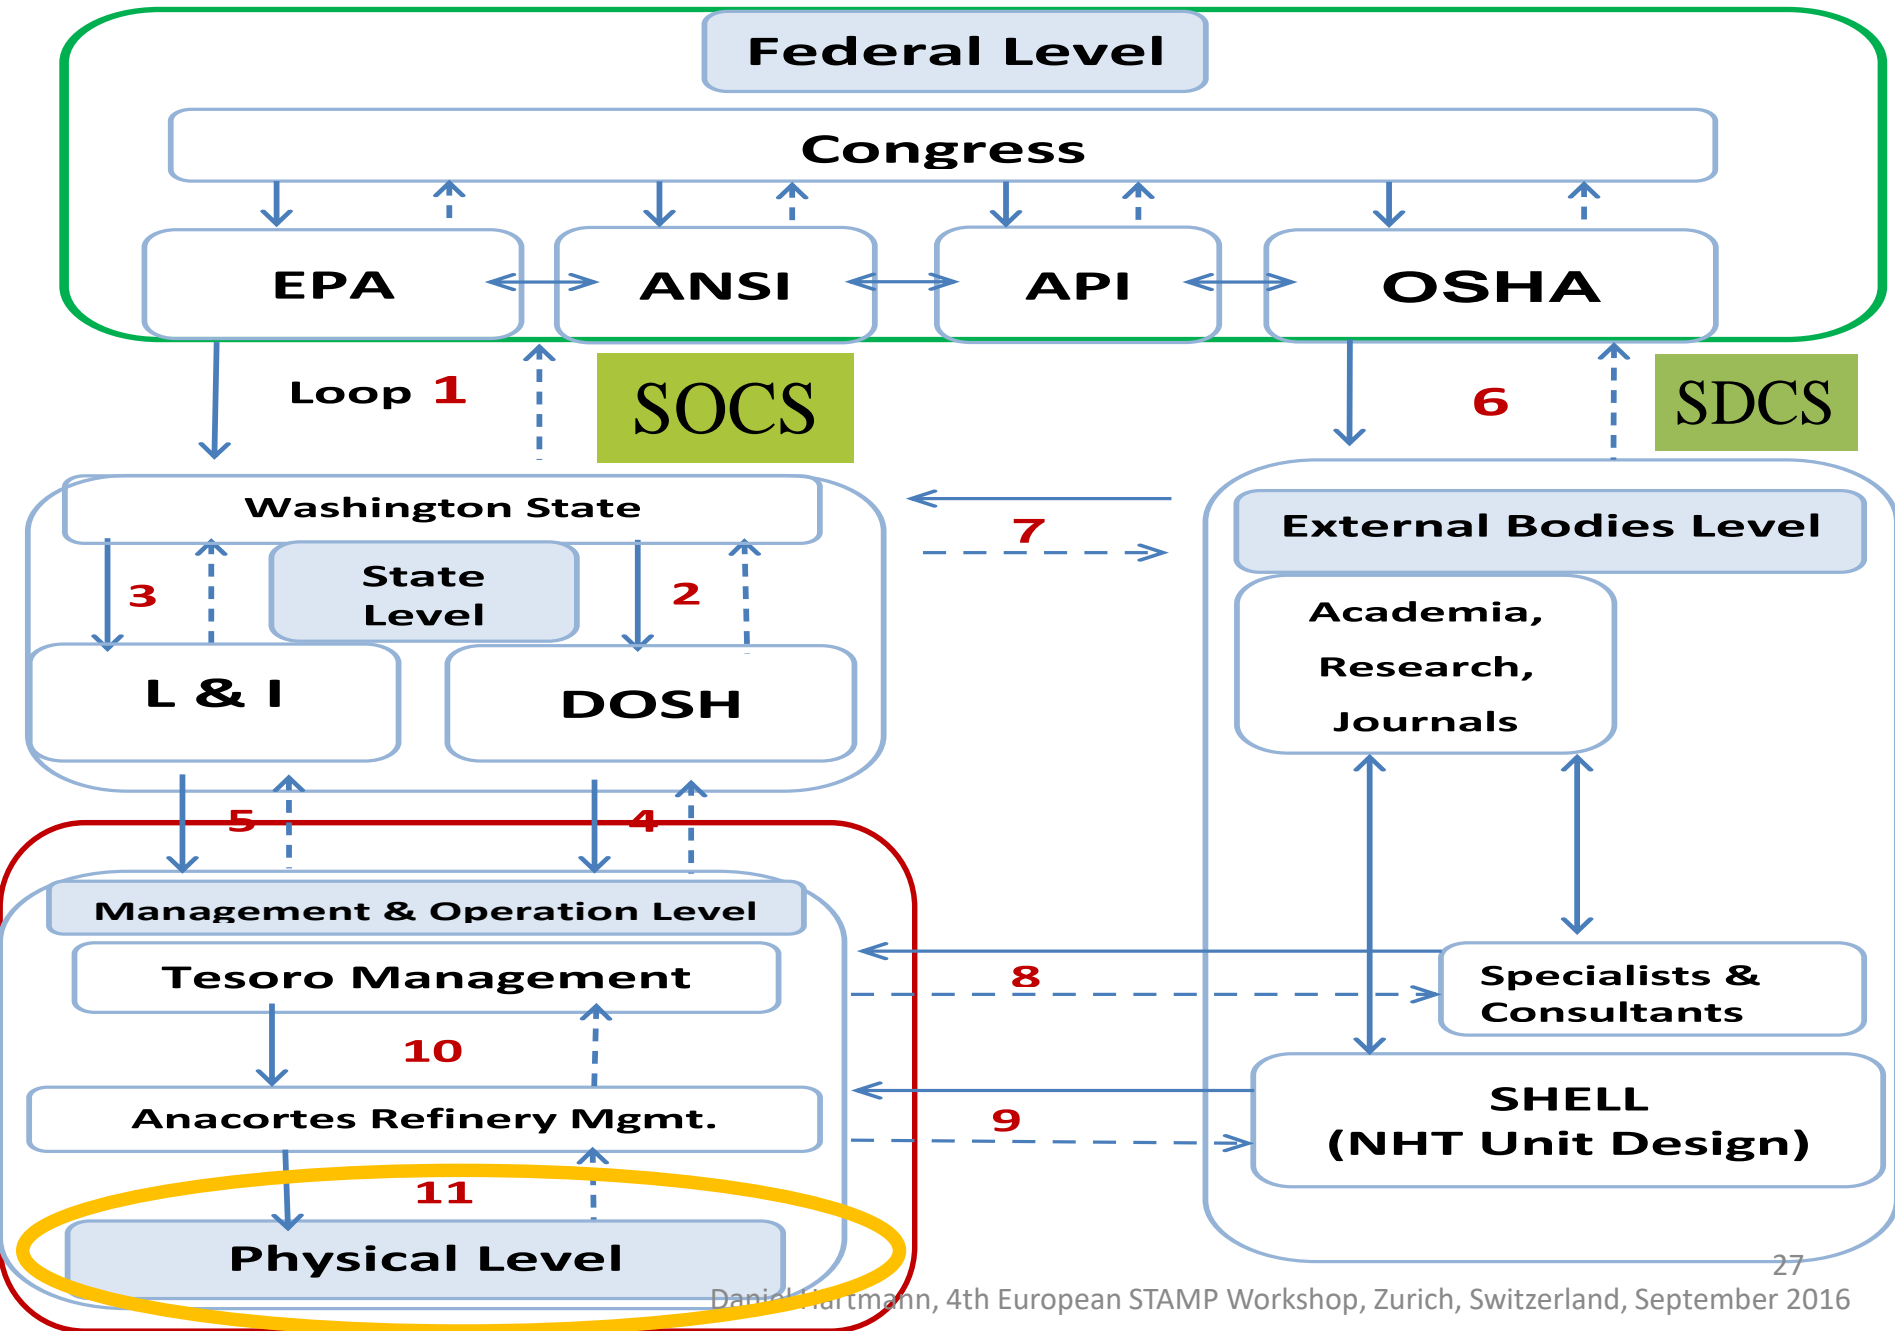 Federal Level
Congress
EPA
ANSI
API
OSHA
Loop 1
SOCS
6
SDCS
Washington State
7
External Bodies Level
3
State
Level
2
Academia,
Research,
Journals
L & I
DOSH
5
4
Management & Operation Level
Tesoro Management
8
Specialists &
Consultants
10
Anacortes Refinery Mgmt.
9
SHELL
(NHT Unit Design)
11
Physical Level
27
Daniel Hartmann, 4th European STAMP Workshop, Zurich, Switzerland, September 2016